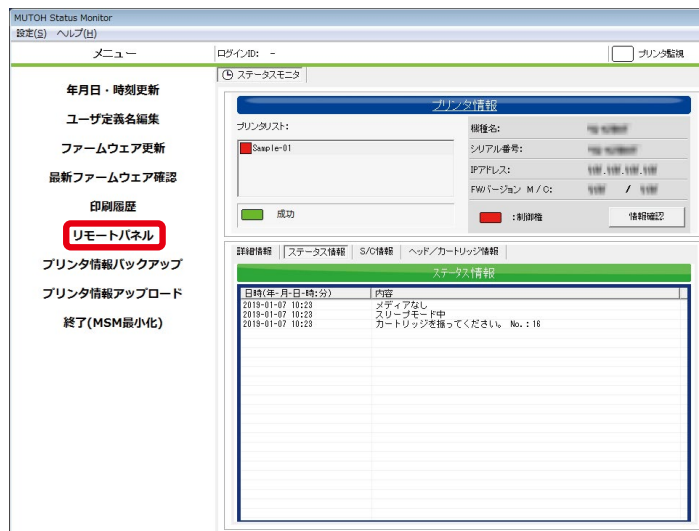 MUTOH Status Monitor
設定(S) ヘルプ(H)
メニュー
ログインID: -
プリンタ監視
ステータスモニタ
年月日・時刻更新
ユーザ定義名編集
ファームウェア更新
最新ファームウェア確認
印刷履歴
リモートパネル
プリンタ情報バックアップ
プリンタ情報アップロード
終了(MSM最小化)
プリンタ情報
プリンタリスト:
Sample-01
成功
機種名:
シリアル番号:
IPアドレス:
FWバージョン M / C: /
:制御権
情報確認
詳細情報 ステータス情報 S/C情報 ヘッド/カートリッジ情報
ステータス情報
日時(年-月-日-時:分) 内容
2019-01-07 10:23 メディアなし
2019-01-07 10:23 スリープモード中
2019-01-07 10:23 カートリッジを振ってください。 No.:16